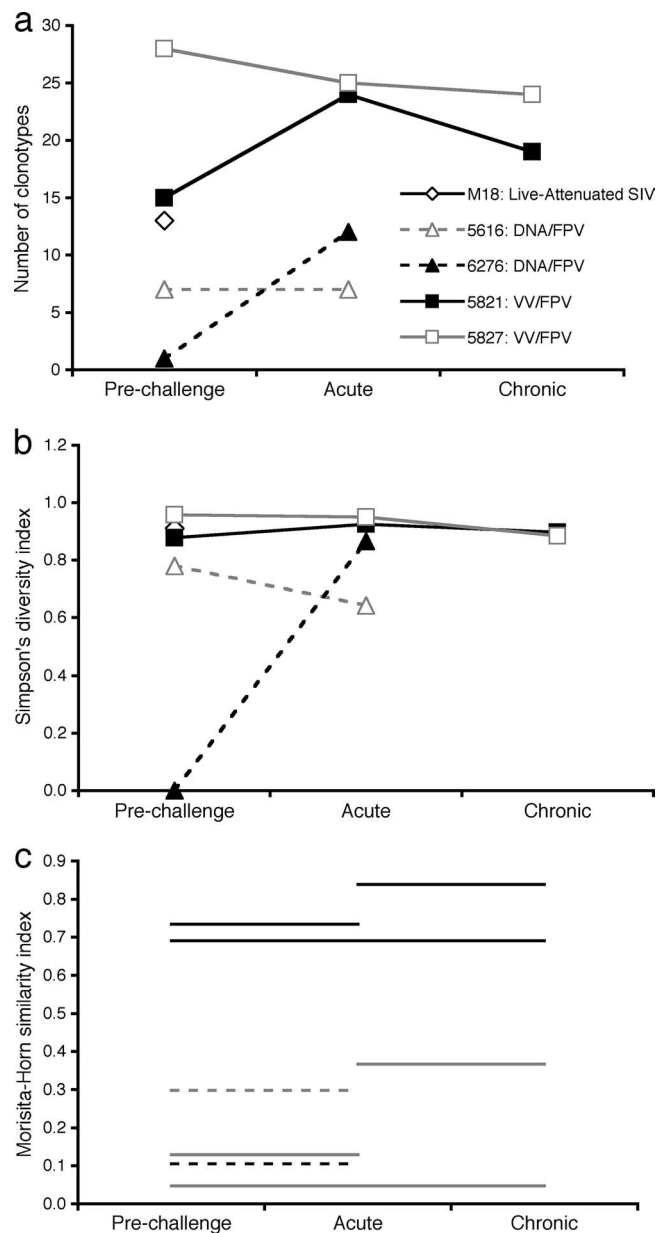 a
Number of clonotypes
30
25
20
15
10
5
0
M18: Live-Attenuated SIV
5616: DNA/FPV
6276: DNA/FPV
5821: VV/FPV
5827: VV/FPV
Pre-challenge Acute Chronic
b
Simpson's diversity index
1.2
1.0
0.8
0.6
0.4
0.2
0.0
Pre-challenge Acute Chronic
c
Morisita-Horn similarity index
0.9
0.8
0.7
0.6
0.5
0.4
0.3
0.2
0.1
0.0
Pre-challenge Acute Chronic